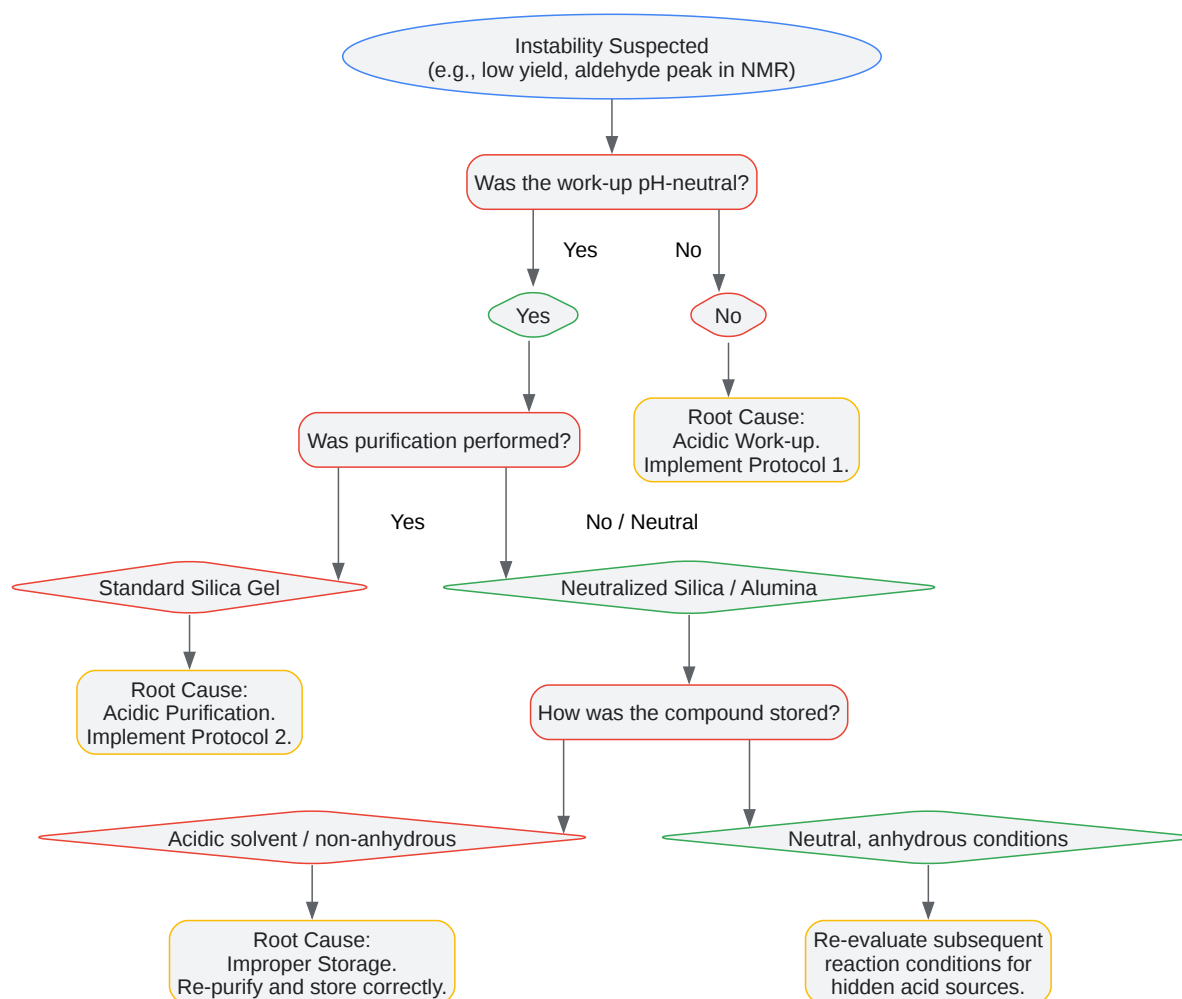 Instability Suspected
(e.g., low yield, aldehyde peak in NMR)
Was the work-up pH-neutral?
Yes
No
Yes
No
Root Cause:
Acidic Work-up.
Implement Protocol 1.
Was purification performed?
Yes
No / Neutral
Standard Silica Gel
Neutralized Silica / Alumina
Root Cause:
Acidic Purification.
Implement Protocol 2.
How was the compound stored?
Acidic solvent / non-anhydrous
Neutral, anhydrous conditions
Root Cause:
Improper Storage.
Re-purify and store correctly.
Re-evaluate subsequent
reaction conditions for
hidden acid sources.